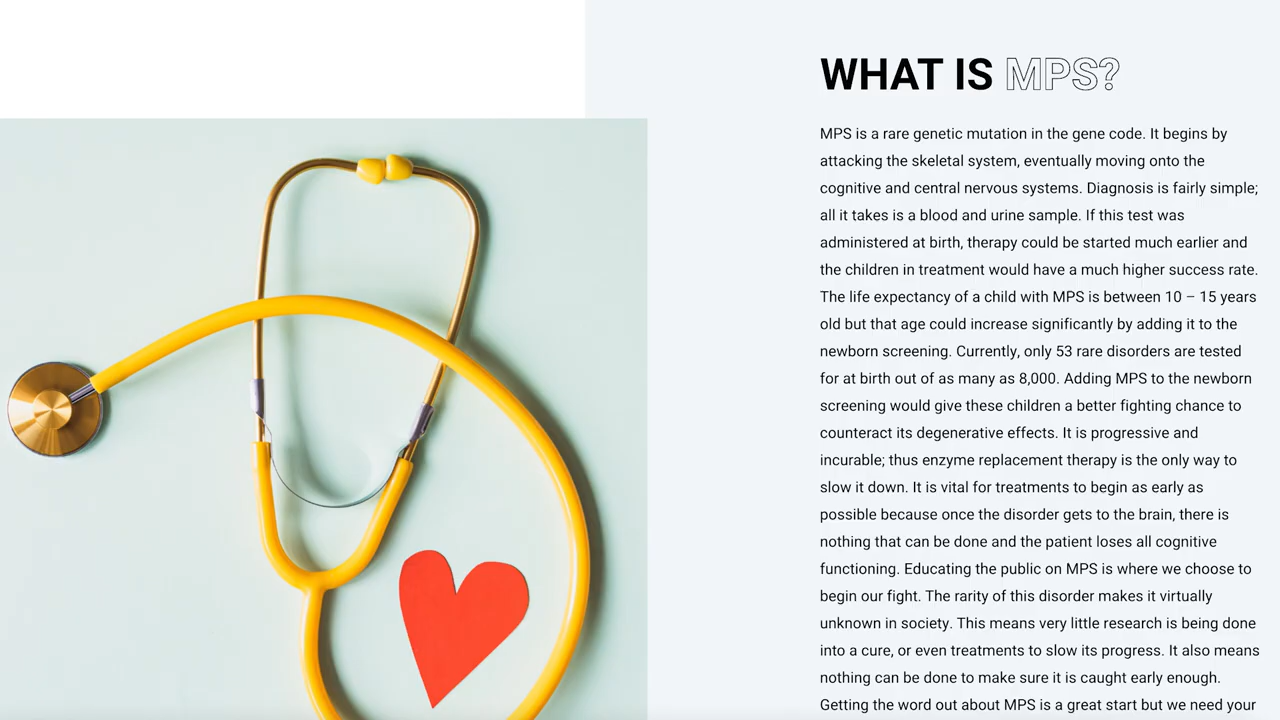 WHAT IS MPS?
MPS is a rare genetic mutation in the gene code. It begins by
attacking the skeletal system, eventually moving onto the
cognitive and central nervous systems. Diagnosis is fairly simple;
all it takes is a blood and urine sample. If this test was
administered at birth, therapy could be started much earlier and
the children in treatment would have a much higher success rate.
The life expectancy of a child with MPS is between 10 – 15 years
old but that age could increase significantly by adding it to the
newborn screening. Currently, only 53 rare disorders are tested
for at birth out of as many as 8,000. Adding MPS to the newborn
screening would give these children a better fighting chance to
counteract its degenerative effects. It is progressive and
incurable; thus enzyme replacement therapy is the only way to
slow it down. It is vital for treatments to begin as early as
possible because once the disorder gets to the brain, there is
nothing that can be done and the patient loses all cognitive
functioning. Educating the public on MPS is where we choose to
begin our fight. The rarity of this disorder makes it virtually
unknown in society. This means very little research is being done
into a cure, or even treatments to slow its progress. It also means
nothing can be done to make sure it is caught early enough.
Getting the word out about MPS is a great start but we need your